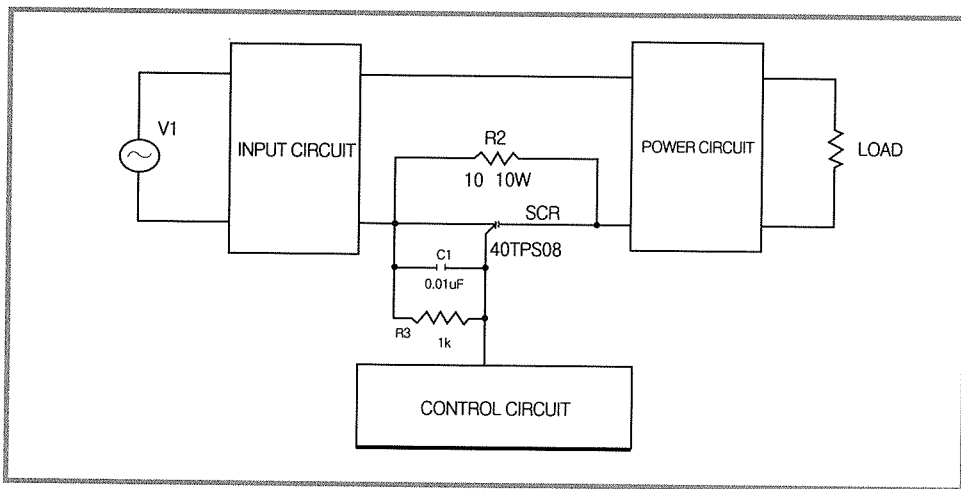 V1
INPUT CIRCUIT
R2
10 10W
SCR
40TPS08
C1
0.01uF
R3
1k
POWER CIRCUIT
LOAD
CONTROL CIRCUIT